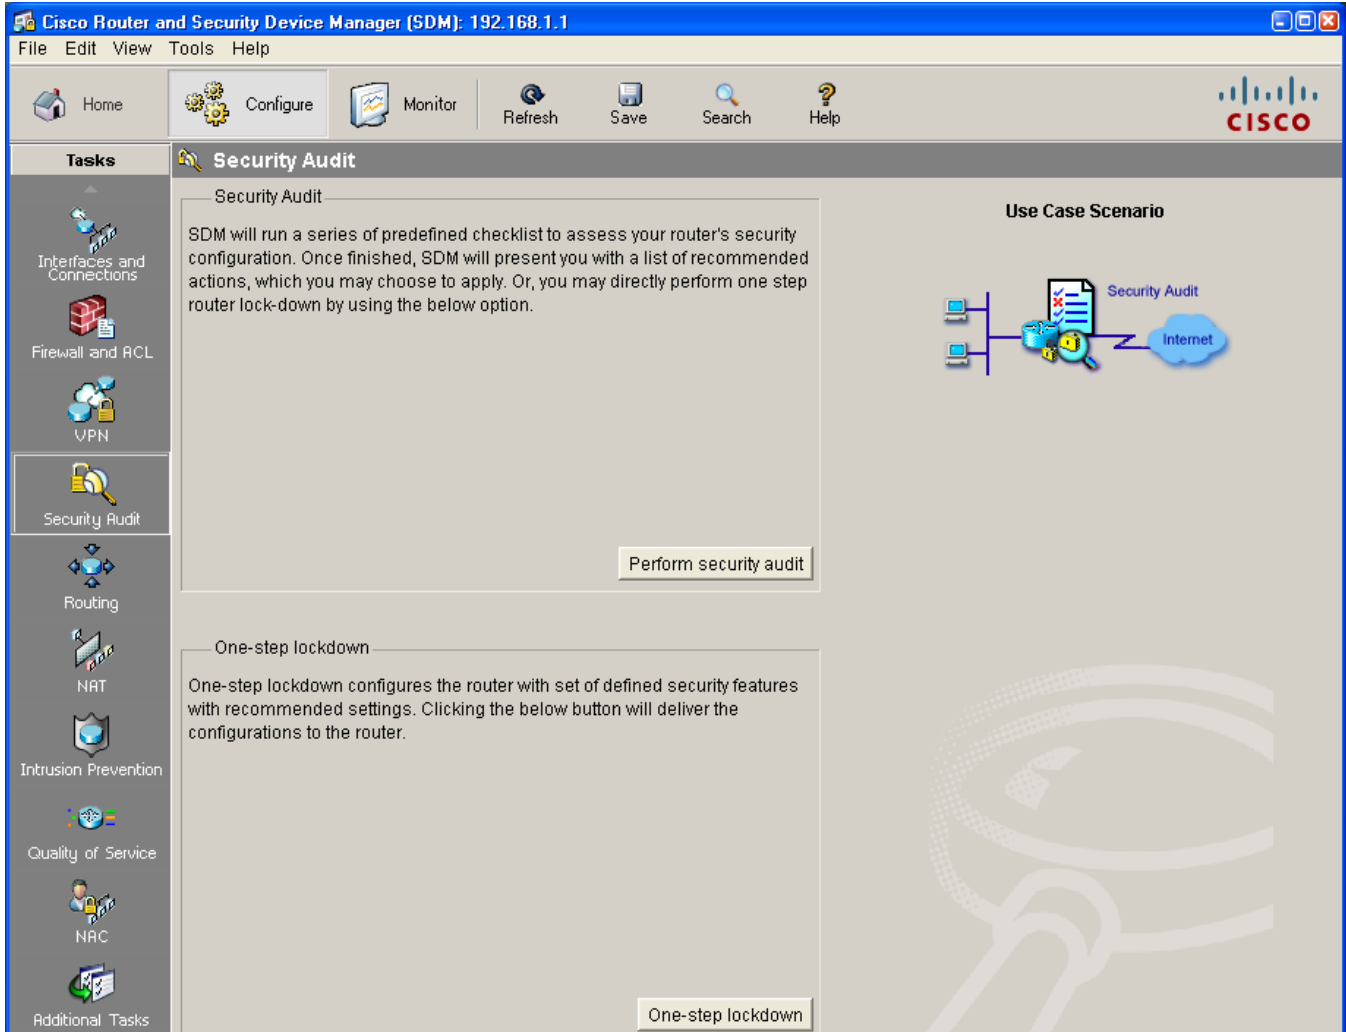 Cisco Router and Security Device Manager (SDM): 192.168.1.1
File Edit View Tools Help
Home
Configure
Monitor
Refresh
Save
Search
Help
CISCO
Tasks
Security Audit
Interfaces and
Connections
Firewall and ACL
VPN
Security Audit
Routing
NAT
Intrusion Prevention
Quality of Service
NAC
Additional Tasks
Security Audit
SDM will run a series of predefined checklist to assess your router's security
configuration. Once finished, SDM will present you with a list of recommended
actions, which you may choose to apply. Or, you may directly perform one step
router lock-down by using the below option.
Perform security audit
One-step lockdown
One-step lockdown configures the router with set of defined security features
with recommended settings. Clicking the below button will deliver the
configurations to the router.
One-step lockdown
Use Case Scenario
Security Audit
Internet